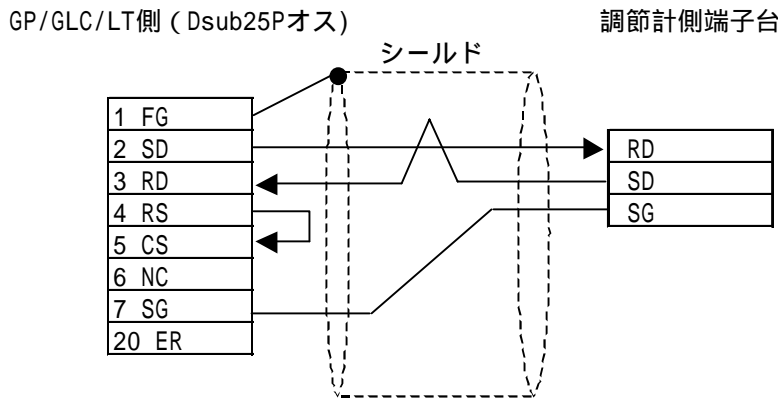 GP/GLC/LT側（Dsub25Pオス)
調節計側端子台
シールド
1 FG
2 SD
3 RD
4 RS
5 CS
6 NC
7 SG
20 ER
RD
SD
SG